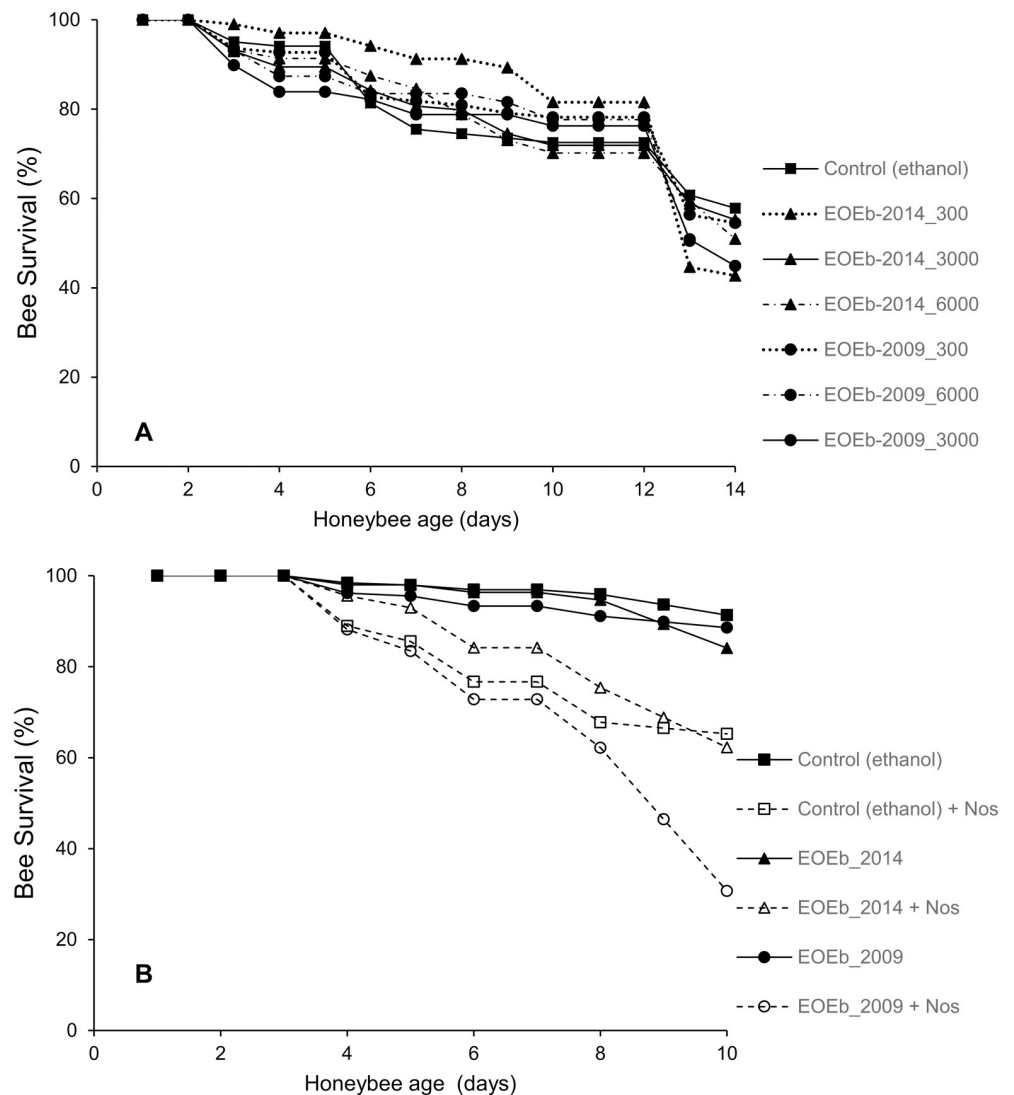 100
80
60
40
20
0
Bee Survival (%)
A
0 2 4 6 8 10 12 14
Honeybee age (days)
Control (ethanol)
EOEb-2014_300
EOEb-2014_3000
EOEb-2014_6000
EOEb-2009_300
EOEb-2009_6000
EOEb-2009_3000
100
80
60
40
20
0
Bee Survival (%)
B
0 2 4 6 8 10
Honeybee age (days)
Control (ethanol)
Control (ethanol) + Nos
EOEb_2014
EOEb_2014 + Nos
EOEb_2009
EOEb_2009 + Nos